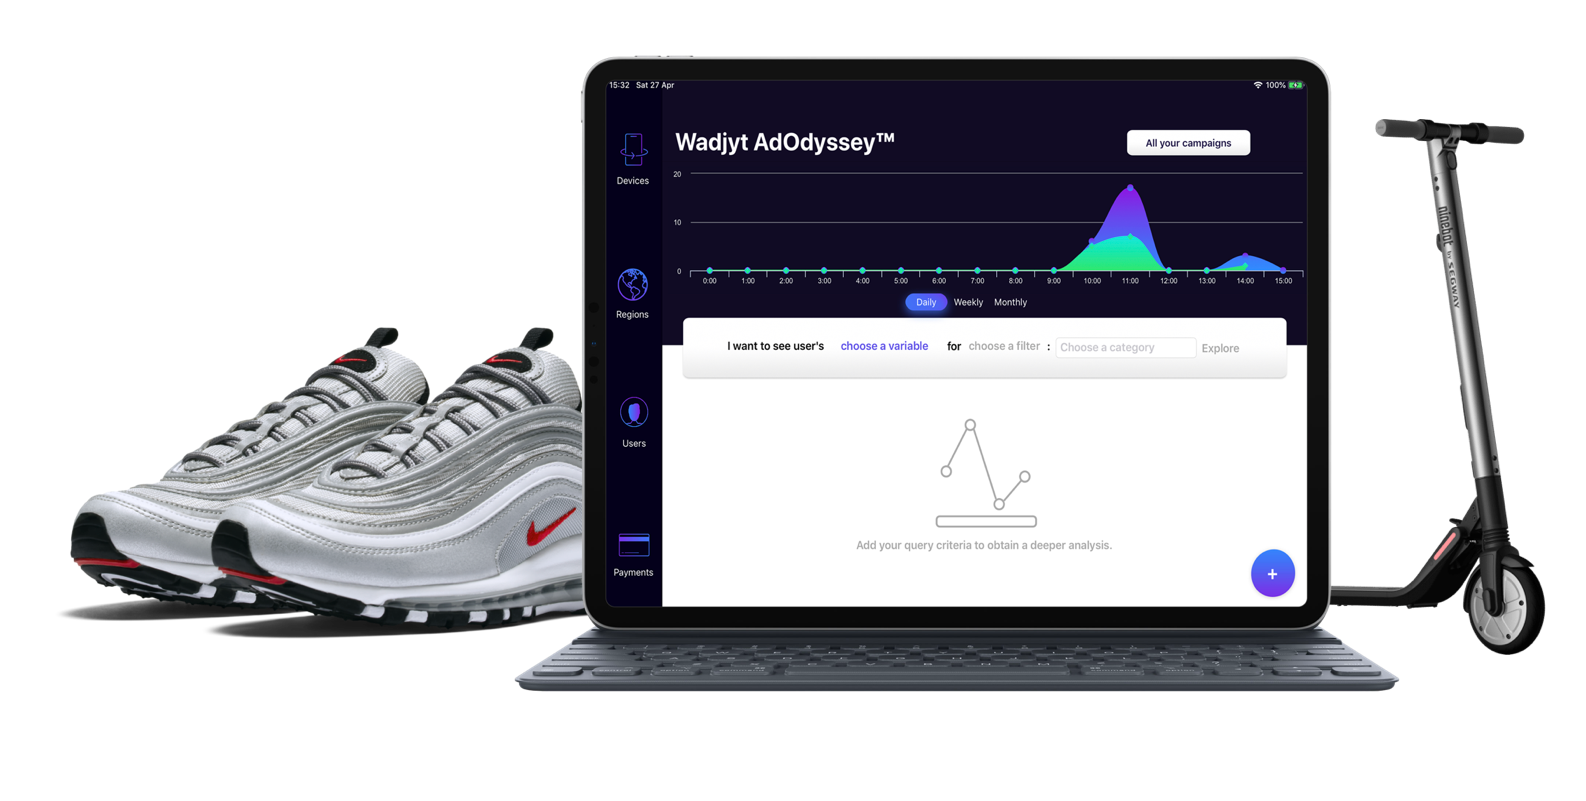 15:32 Sat 27 Apr
100%
Wadjyt AdOdyssey™
All your campaigns
Devices
Regions
Users
Payments
20
10
0
0:00 1:00 2:00 3:00 4:00 5:00 6:00 7:00 8:00 9:00 10:00 11:00 12:00 13:00 14:00 15:00
Daily Weekly Monthly
I want to see user's choose a variable for choose a filter : Choose a category Explore
Add your query criteria to obtain a deeper analysis.
+
ninebot
SEGWAY